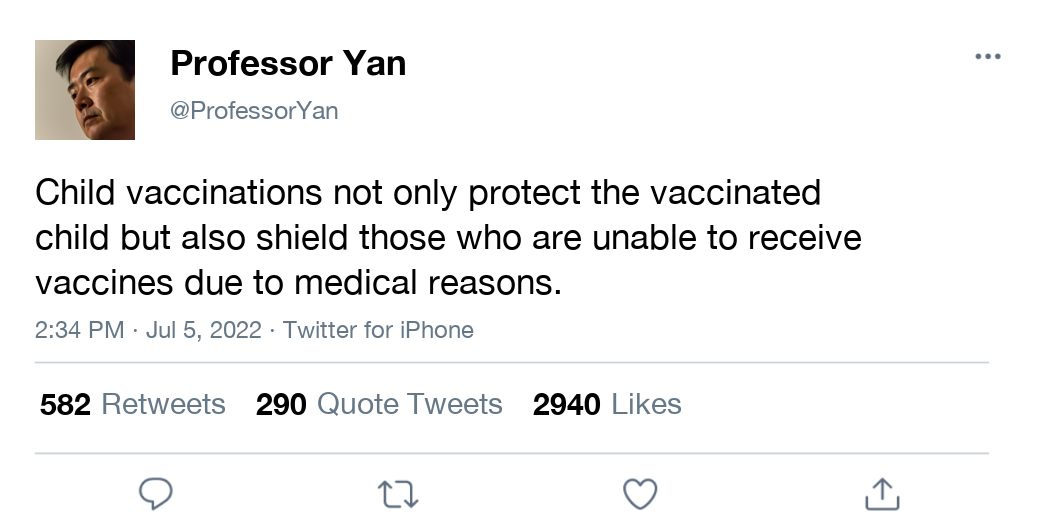 Professor Yan
@ProfessorYan
Child vaccinations not only protect the vaccinated
child but also shield those who are unable to receive
vaccines due to medical reasons.
2:34 PM · Jul 5, 2022 · Twitter for iPhone
582 Retweets 290 Quote Tweets 2940 Likes